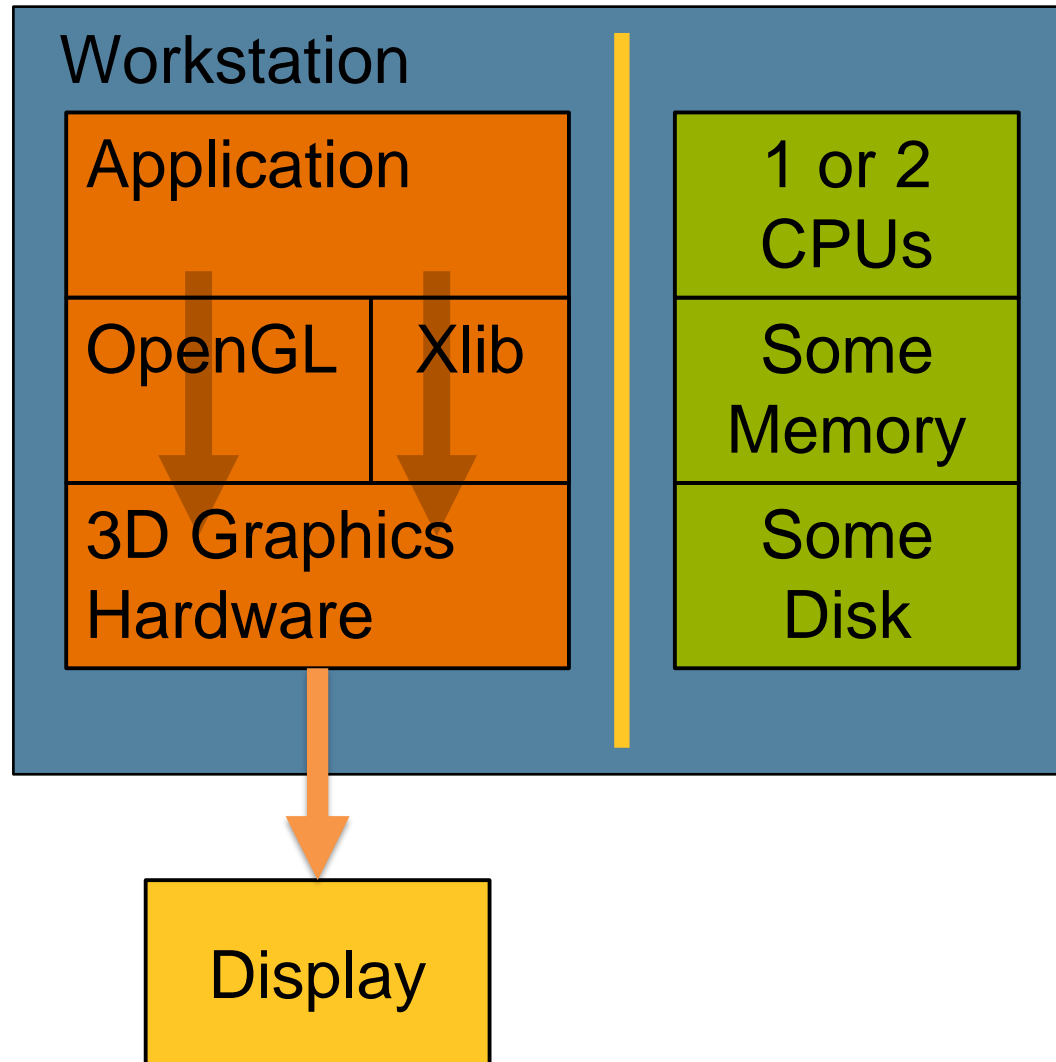 Workstation
Application
OpenGL
Xlib
3D Graphics
Hardware
1 or 2
CPUs
Some
Memory
Some
Disk
Display